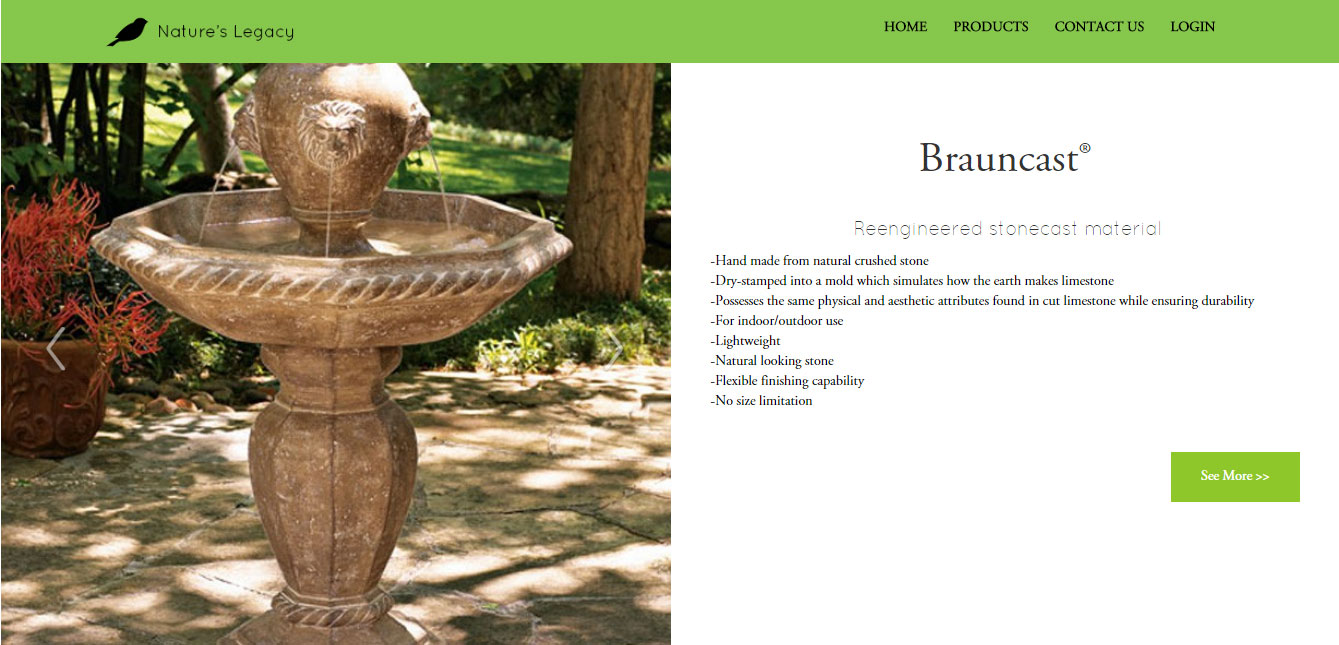 Nature's Legacy
HOME PRODUCTS CONTACT US LOGIN
Brauncast®
Reengineered stonecast material
-Hand made from natural crushed stone
-Dry-stamped into a mold which simulates how the earth makes limestone
-Possesses the same physical and aesthetic attributes found in cut limestone while ensuring durability
-For indoor/outdoor use
-Lightweight
-Natural looking stone
-Flexible finishing capability
-No size limitation
See More >>